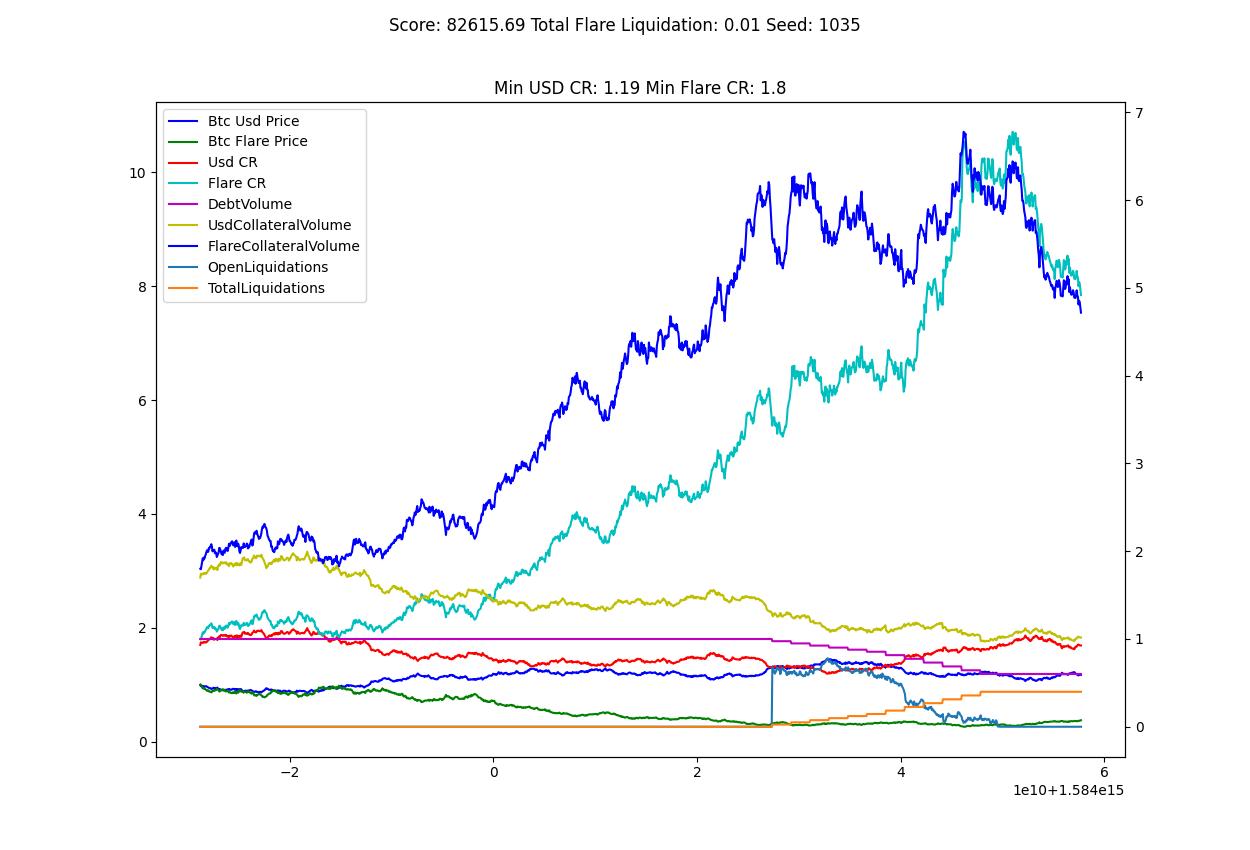 Score: 82615.69 Total Flare Liquidation: 0.01 Seed: 1035
Min USD CR: 1.19 Min Flare CR: 1.8
Btc Usd Price
Btc Flare Price
Usd CR
Flare CR
DebtVolume
UsdCollateralVolume
FlareCollateralVolume
OpenLiquidations
TotalLiquidations
10
8
6
4
2
0
7
6
5
4
3
2
1
0
−2
0
2
4
6
1e10+1.584e15